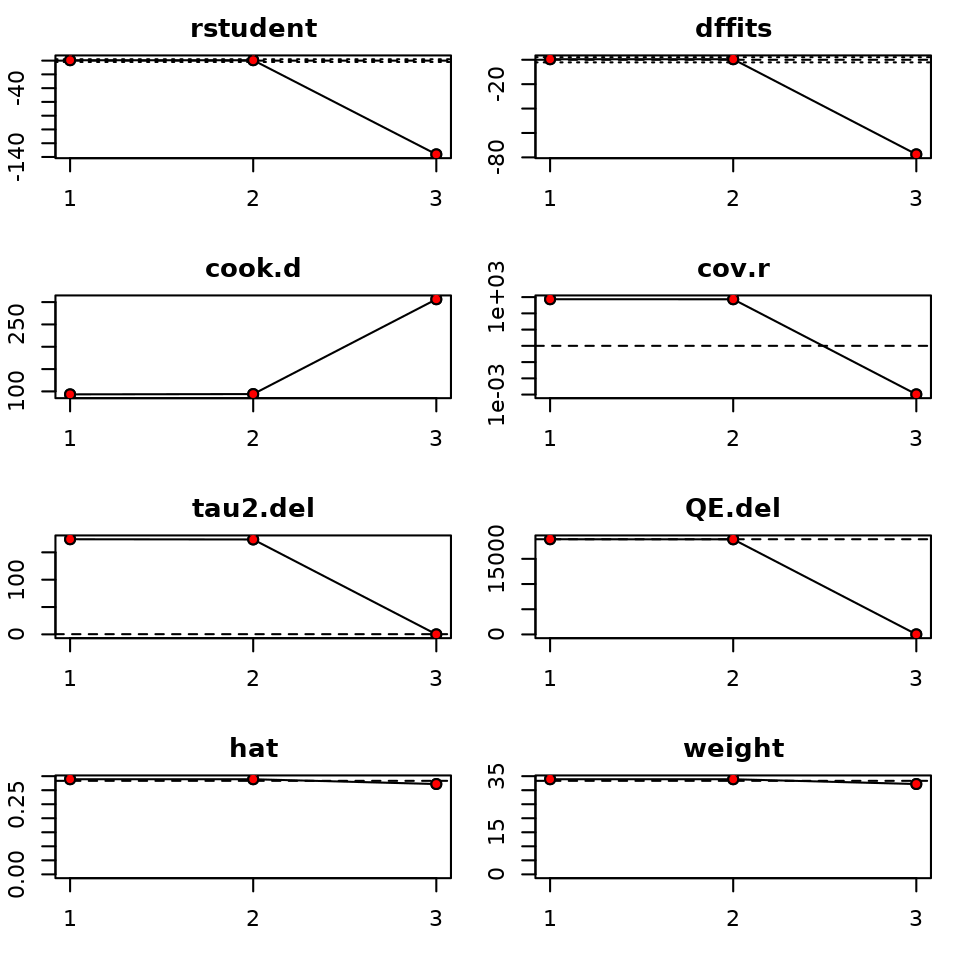 rstudent
-40
-140
1 2 3
dffits
-20
-80
1 2 3
cook.d
250
100
1 2 3
cov.r
1e+03
1e-03
1 2 3
tau2.del
100
0
1 2 3
QE.del
15000
0
1 2 3
hat
0.25
0.00
1 2 3
weight
35
15
0
1 2 3